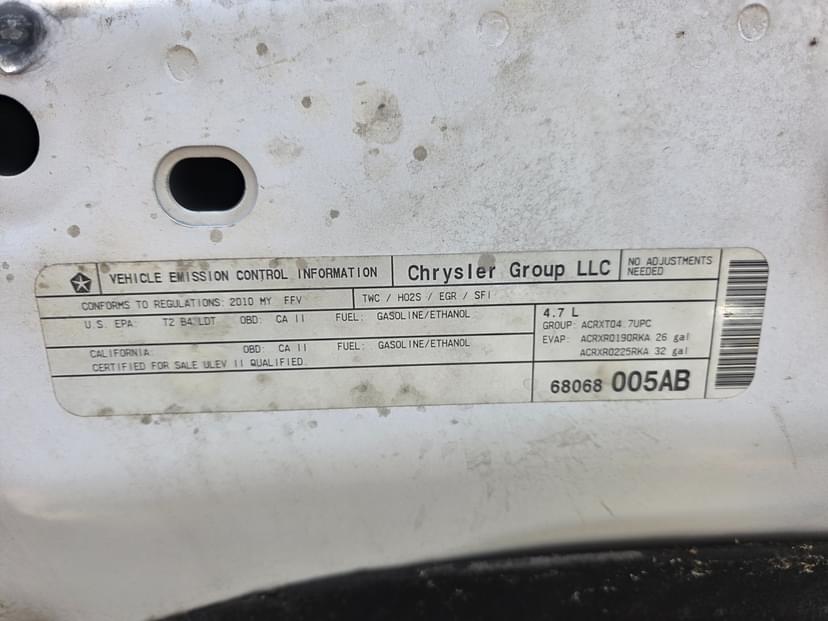 VEHICLE EMISSION CONTROL INFORMATION
Chrysler Group LLC
NO ADJUSTMENTS
NEEDED
CONFORMS TO REGULATIONS: 2010 MY FFV
TWC / HO2S / EGR / SFI
U.S. EPA: T2 B4 LDT OBD: CA II FUEL: GASOLINE/ETHANOL
CALIFORNIA: OBD: CA II FUEL: GASOLINE/ETHANOL
CERTIFIED FOR SALE ULEV II QUALIFIED.
4.7 L
GROUP: ACRXT04.7UPC
EVAP: ACRXR0190RKA 26 gal
ACRXR0225RKA 32 gal
68068 005AB